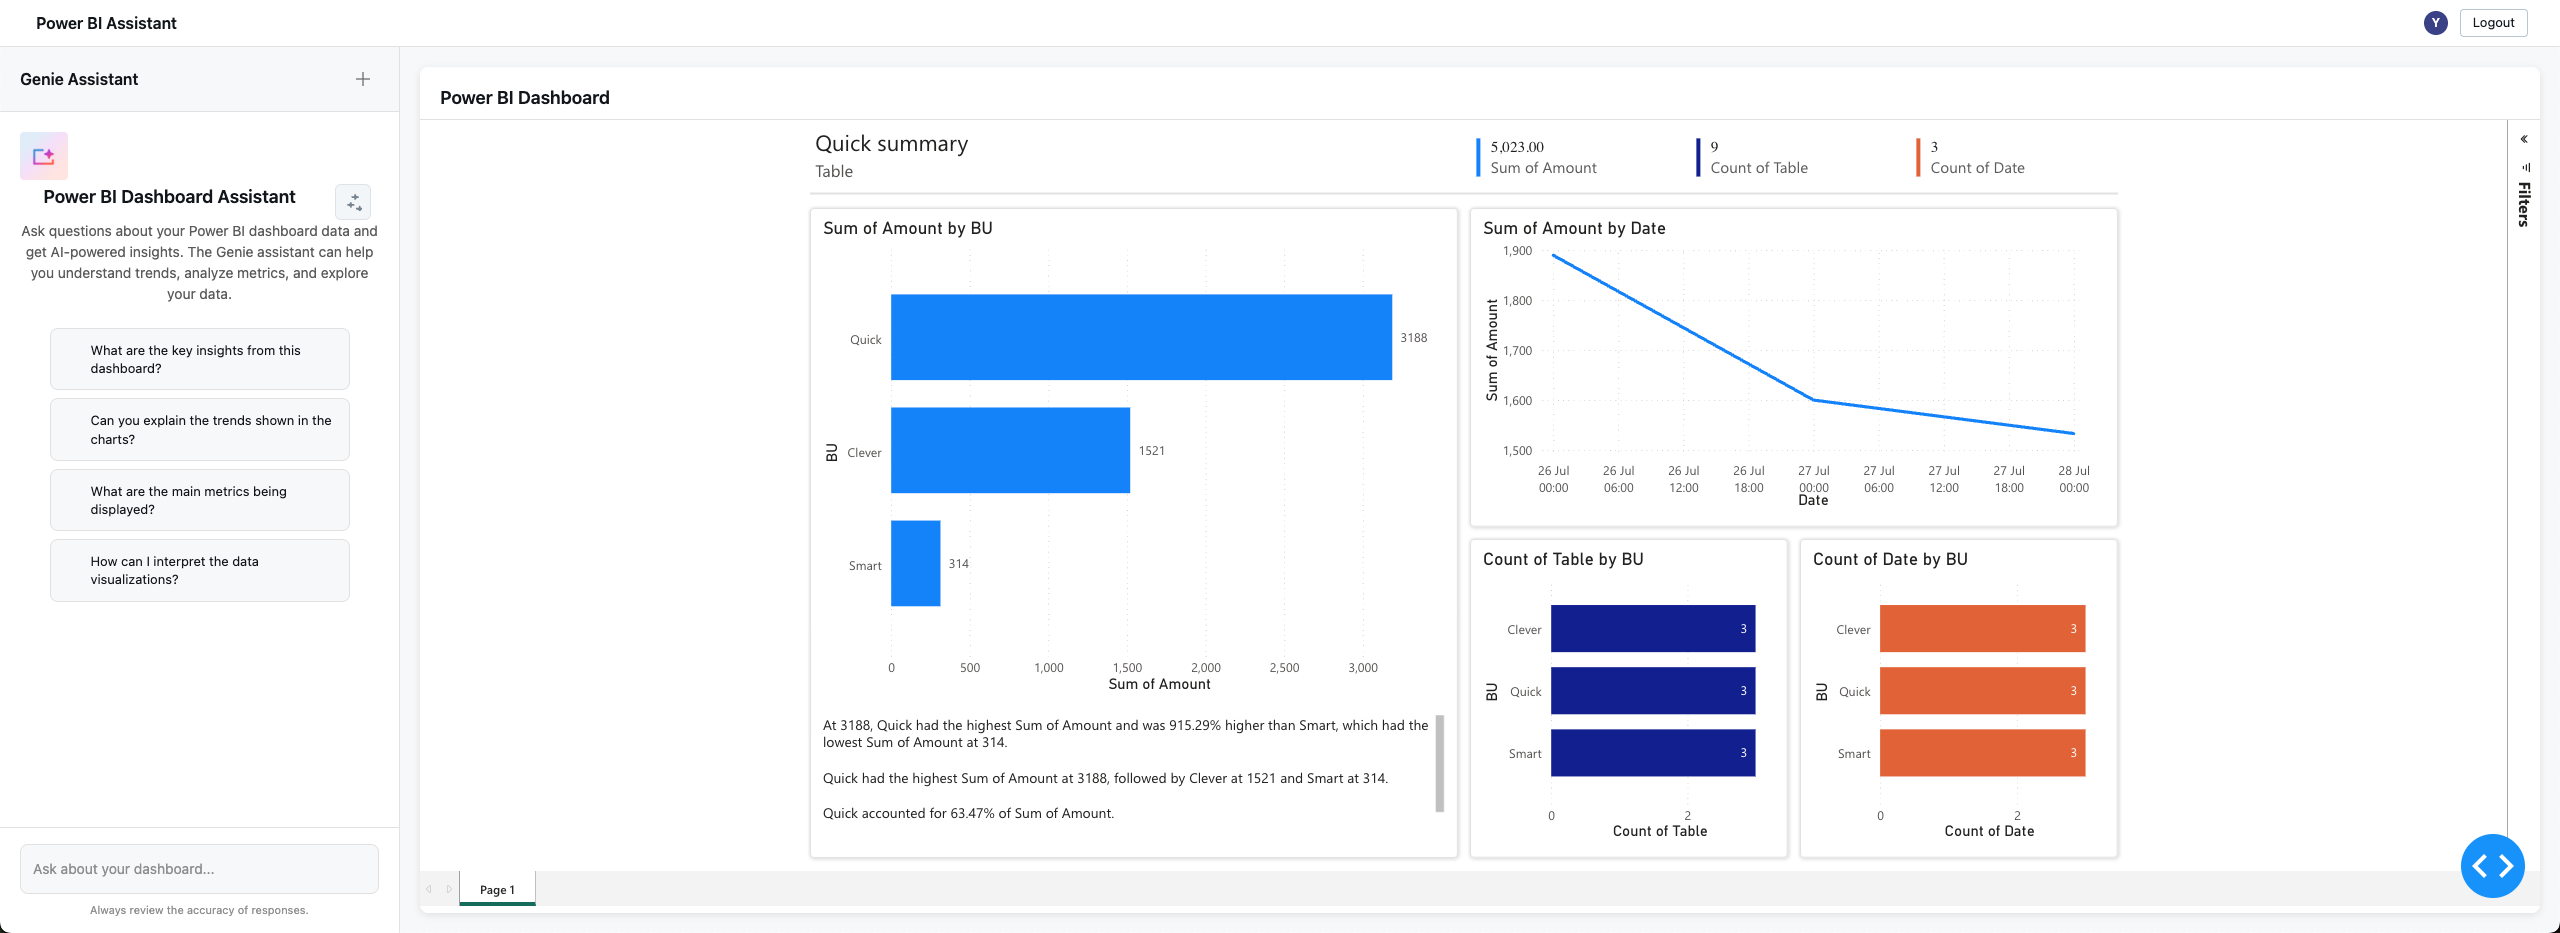 Power BI Assistant
Y
Logout
Genie Assistant
Power BI Dashboard Assistant
Ask questions about your Power BI dashboard data and
get AI-powered insights. The Genie assistant can help
you understand trends, analyze metrics, and explore
your data.
What are the key insights from this
dashboard?
Can you explain the trends shown in the
charts?
What are the main metrics being
displayed?
How can I interpret the data
visualizations?
Ask about your dashboard...
Always review the accuracy of responses.
Power BI Dashboard
Quick summary
Table
5,023.00
Sum of Amount
9
Count of Table
3
Count of Date
Filters
Sum of Amount by BU
BU
Quick
3188
Clever
1521
Smart
314
0 500 1,000 1,500 2,000 2,500 3,000
Sum of Amount
At 3188, Quick had the highest Sum of Amount and was 915.29% higher than Smart, which had the
lowest Sum of Amount at 314.
Quick had the highest Sum of Amount at 3188, followed by Clever at 1521 and Smart at 314.
Quick accounted for 63.47% of Sum of Amount.
Sum of Amount by Date
Sum of Amount
1,900
1,800
1,700
1,600
1,500
26 Jul 26 Jul 26 Jul 26 Jul 27 Jul 27 Jul 27 Jul 27 Jul 28 Jul
00:00 06:00 12:00 18:00 00:00 06:00 12:00 18:00 00:00
Date
Count of Table by BU
BU
Clever 3
Quick 3
Smart 3
0 2
Count of Table
Count of Date by BU
BU
Clever 3
Quick 3
Smart 3
0 2
Count of Date
Page 1